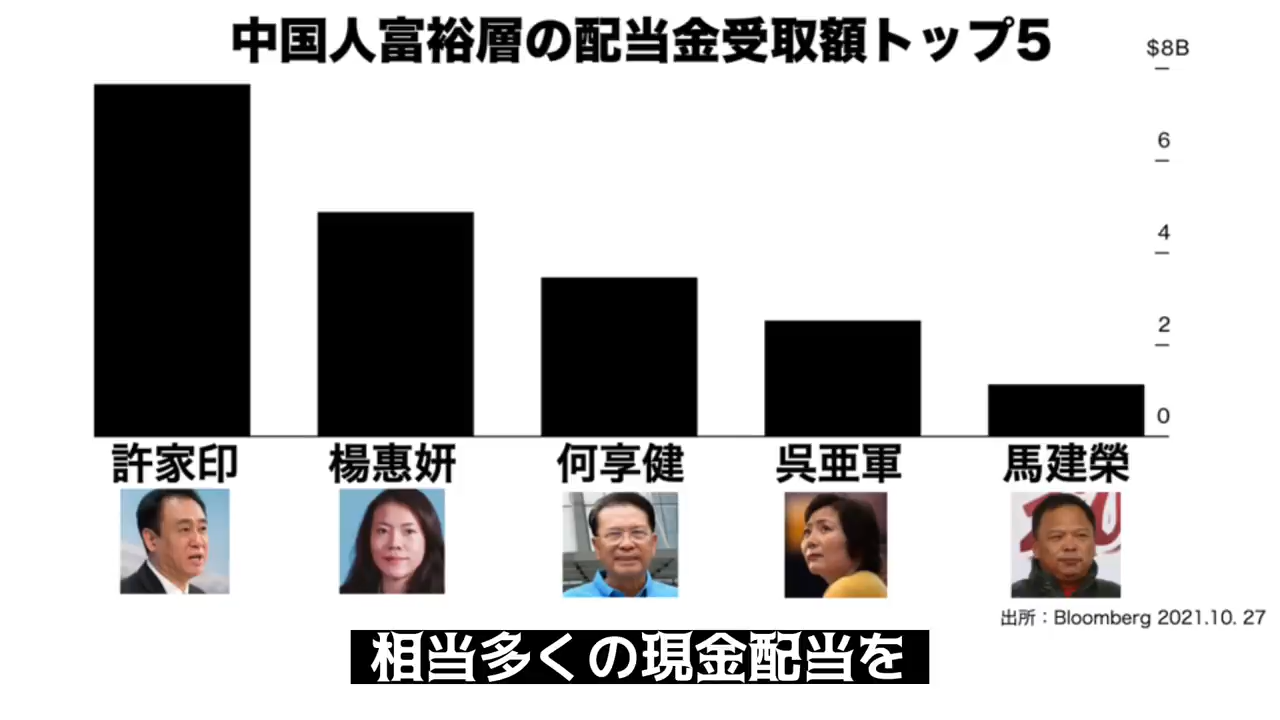 中国人富裕層の配当金受取額トップ5
$8B
6
4
2
0
許家印 楊惠妍 何享健 呉亜軍 馬建榮
出所：Bloomberg 2021.10. 27
相当多くの現金配当を